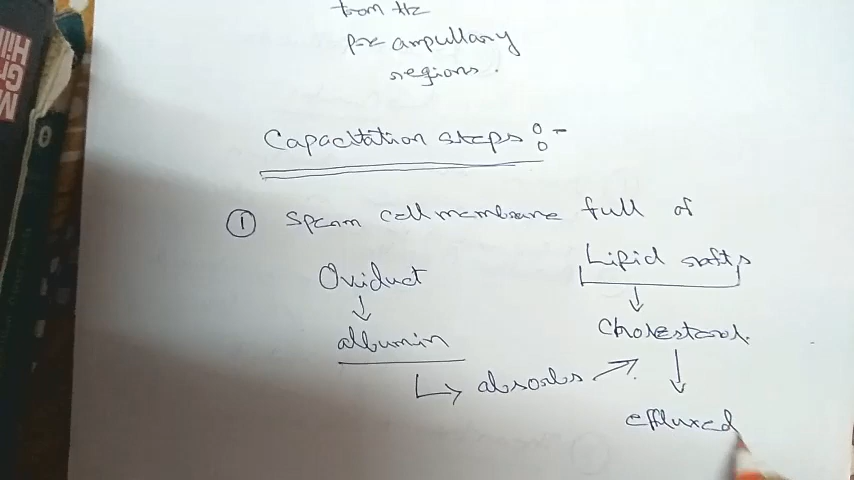 from the
pre ampullary
regions.
Capacitation steps :-
① Sperm cell membrane full of
Lipid rafts
Oviduct
↓
↓
Cholesterol.
albumin
↳ absorbs ↗
↓
effluxed